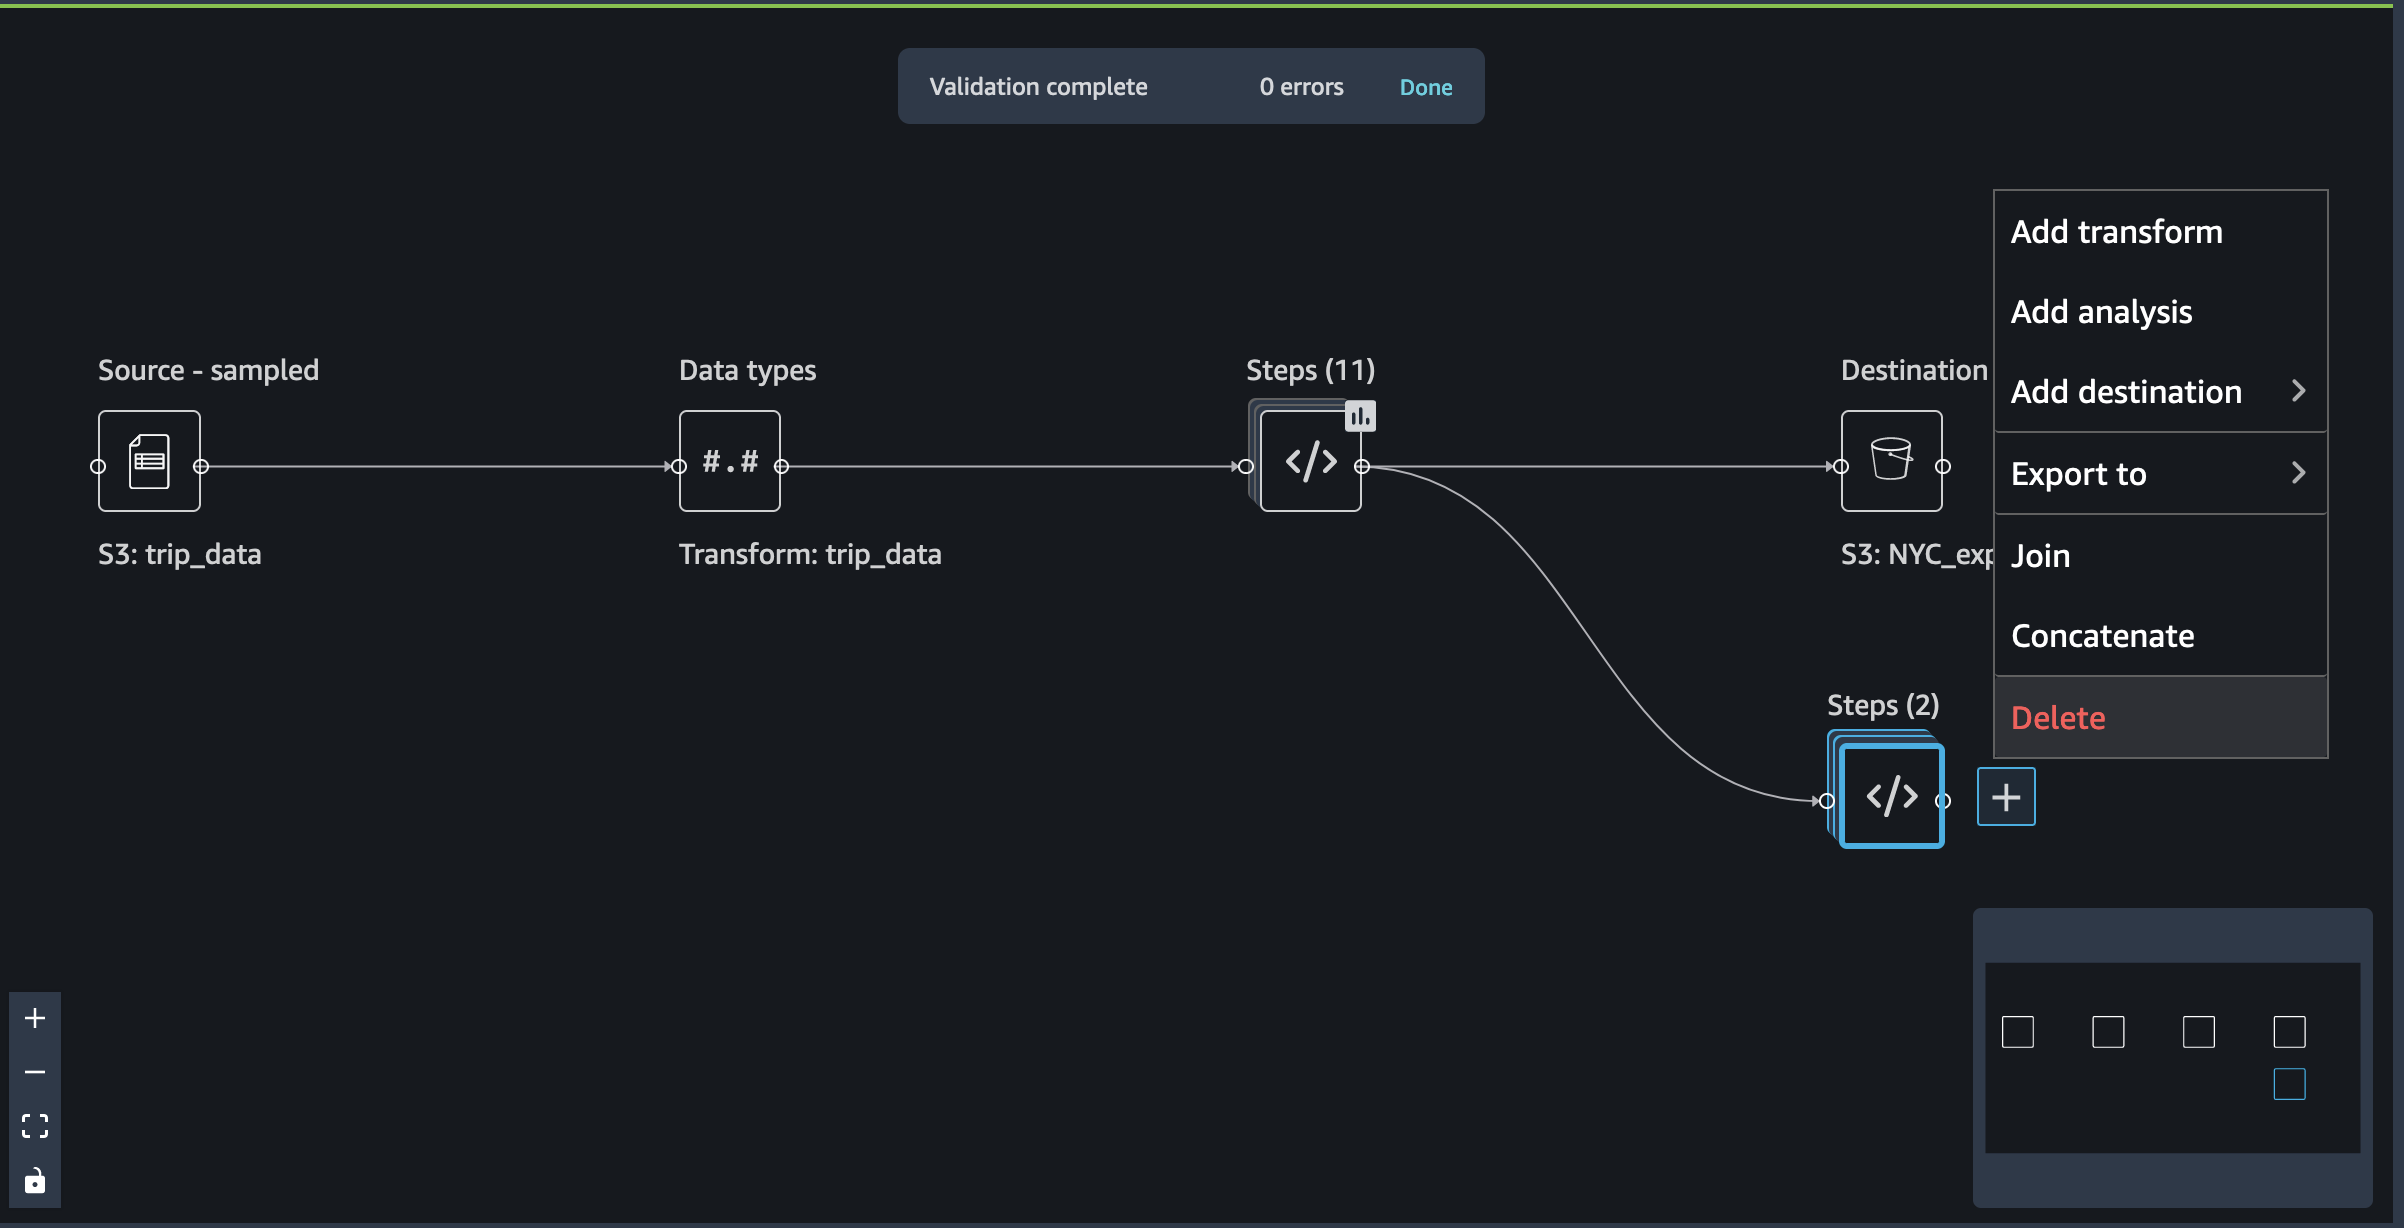 Validation complete 0 errors Done
Source - sampled
S3: trip_data
Data types
#.#
Transform: trip_data
Steps (11)
</>
Destination
S3: NYC_exp
Steps (2)
</>
Add transform
Add analysis
Add destination
Export to
Join
Concatenate
Delete